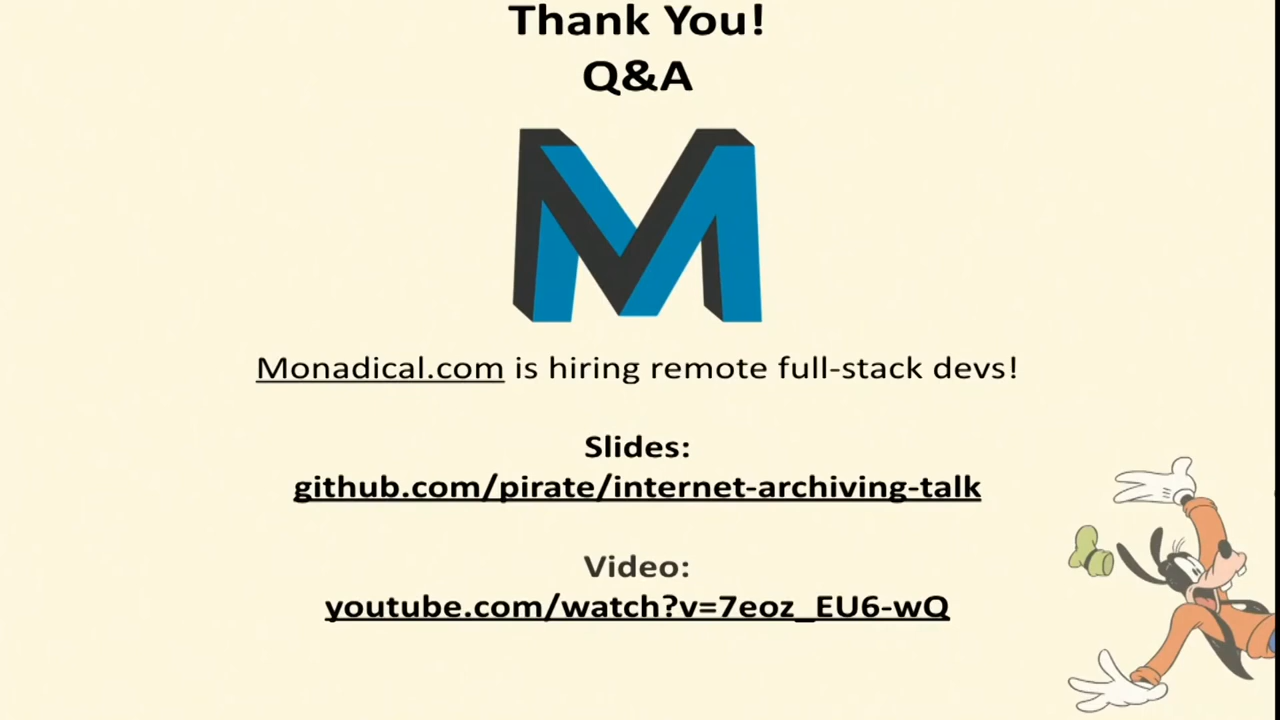 Thank You!
Q&A
M
Monadical.com is hiring remote full-stack devs!
Slides:
github.com/pirate/internet-archiving-talk
Video:
youtube.com/watch?v=7eoz_EU6-wQ